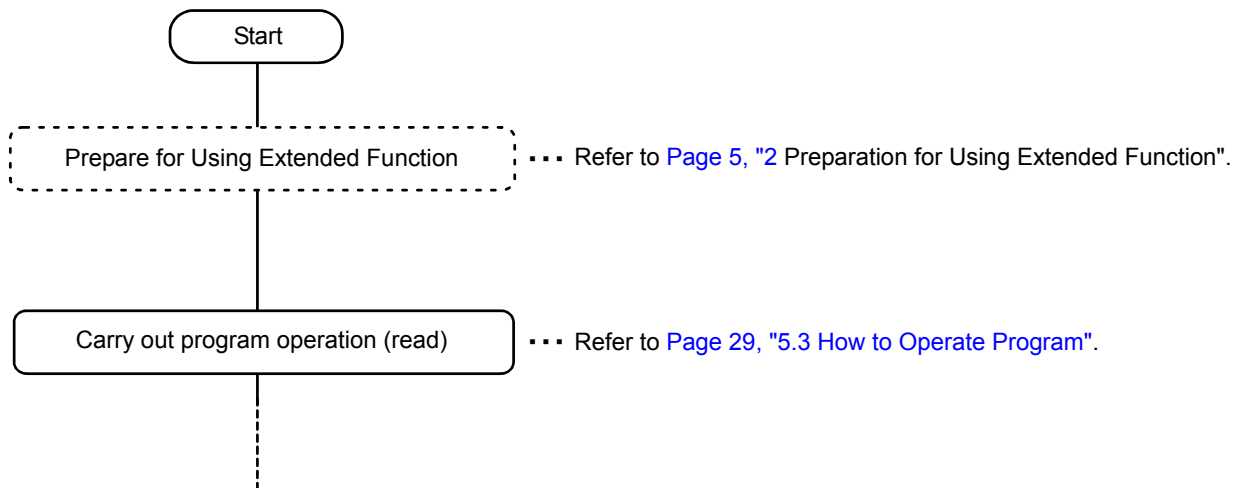 Start
Prepare for Using Extended Function ··· Refer to Page 5, "2 Preparation for Using Extended Function".
Carry out program operation (read) ··· Refer to Page 29, "5.3 How to Operate Program".